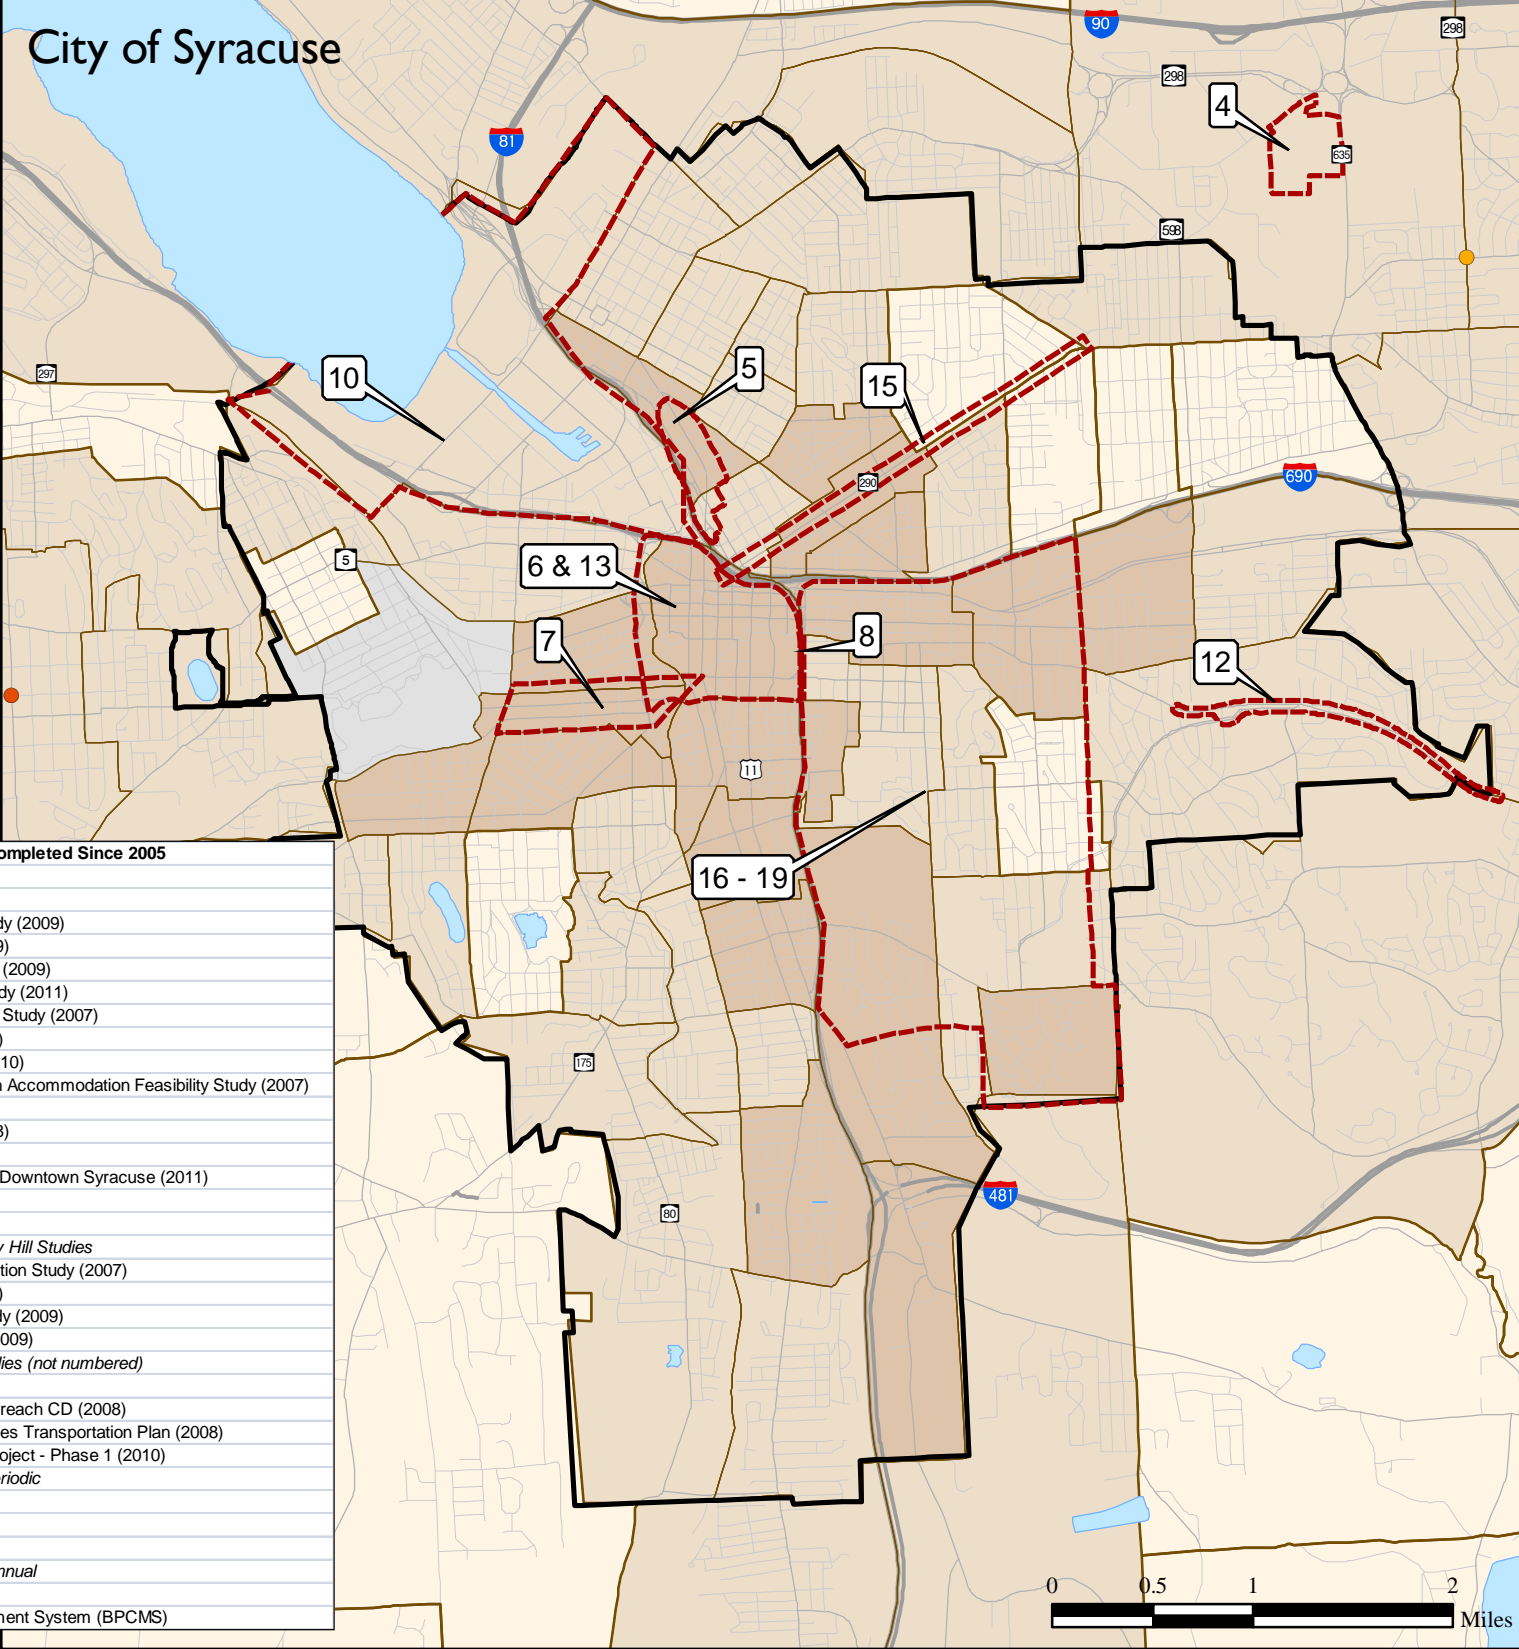 City of Syracuse
90
298
298
4
81
635
598
297
10
5
15
290
690
5
6 & 13
7
8
12
11
16 - 19
ompleted Since 2005
dy (2009)
9)
(2009)
dy (2011)
Study (2007)
)
10)
n Accommodation Feasibility Study (2007)
3)
Downtown Syracuse (2011)
y Hill Studies
tion Study (2007)
)
dy (2009)
009)
dies (not numbered)
reach CD (2008)
es Transportation Plan (2008)
oject - Phase 1 (2010)
riodic
nnual
nent System (BPCMS)
175
80
481
0 0.5 1 2
Miles